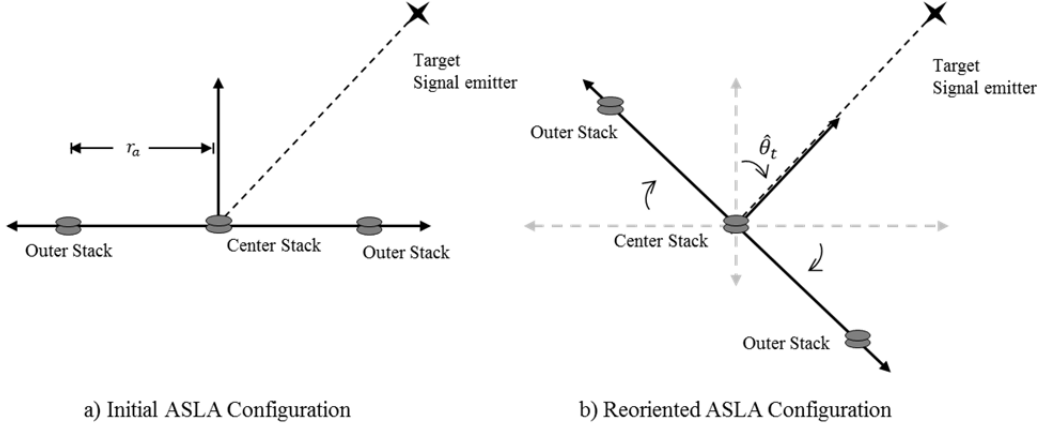 Target
Signal emitter
r_a
Outer Stack
Center Stack
Outer Stack
a) Initial ASLA Configuration
Target
Signal emitter
Outer Stack
θ̂_t
Center Stack
Outer Stack
b) Reoriented ASLA Configuration